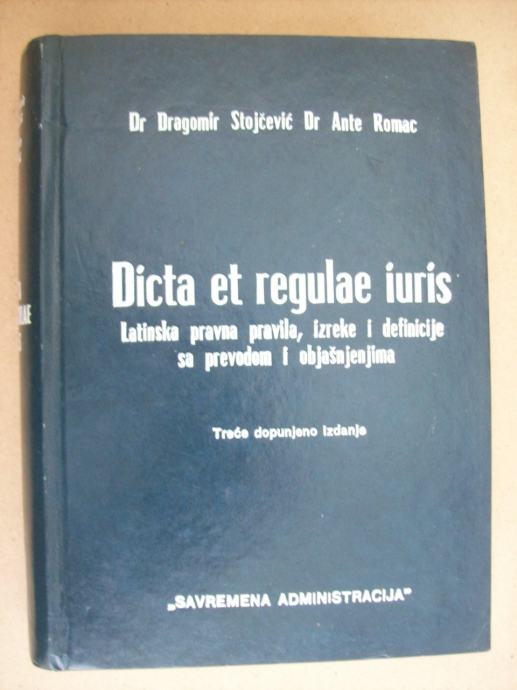 Dr Dragomir Stojčević Dr Ante Romac
Dicta et regulae iuris
Latinska pravna pravila, izreke i definicije
sa prevodom i objašnjenjima
Treće dopunjeno izdanje
„SAVREMENA ADMINISTRACIJA”